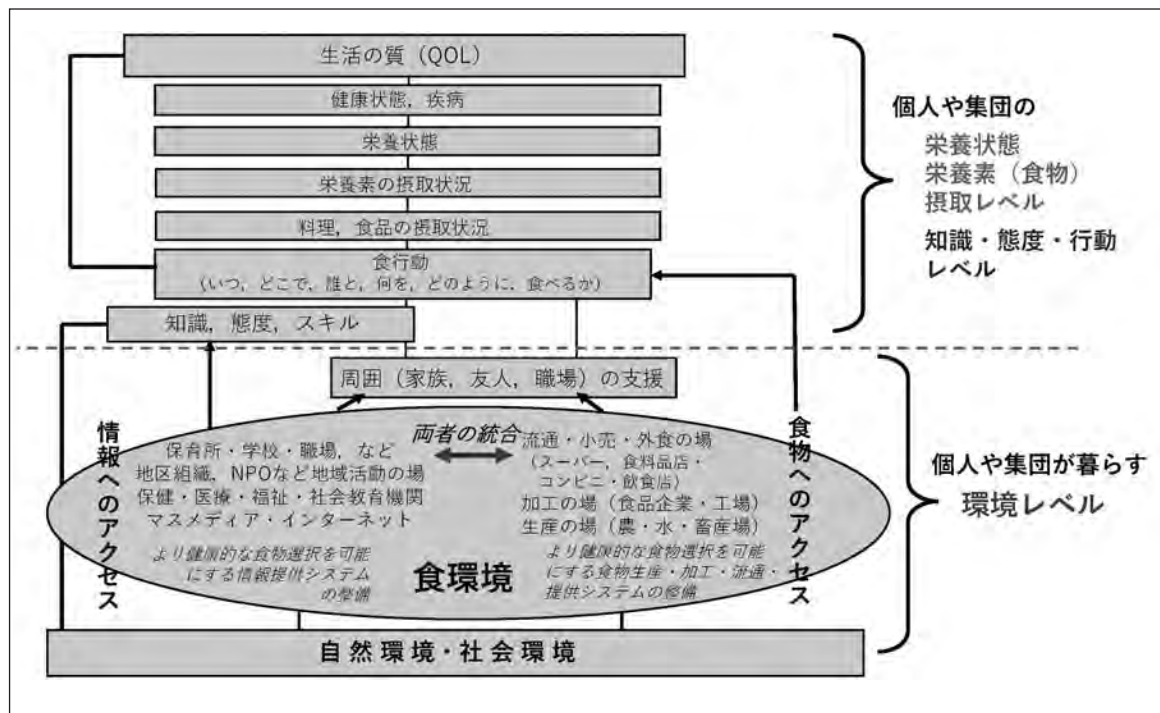 生活の質（QOL）
健康状態，疾病
栄養状態
栄養素の摂取状況
料理，食品の摂取状況
食行動
（いつ，どこで，誰と，何を，どのように，食べるか）
知識，態度，スキル
周囲（家族，友人，職場）の支援
情報へのアクセス
両者の統合
保育所・学校・職場，など
地区組織，NPOなど地域活動の場
保健・医療・福祉・社会教育機関
マスメディア・インターネット
より健康的な食物選択を可能
にする情報提供システム
の整備
流通・小売・外食の場
（スーパー，食料品店・
コンビニ・飲食店）
加工の場（食品企業・工場）
生産の場（農・水・畜産場）
より健康的な食物選択を可能
にする食物生産・加工・流通・
提供システムの整備
食環境
食物へのアクセス
自然環境・社会環境
個人や集団の
栄養状態
栄養素（食物）
摂取レベル
知識・態度・行動
レベル
個人や集団が暮らす
環境レベル